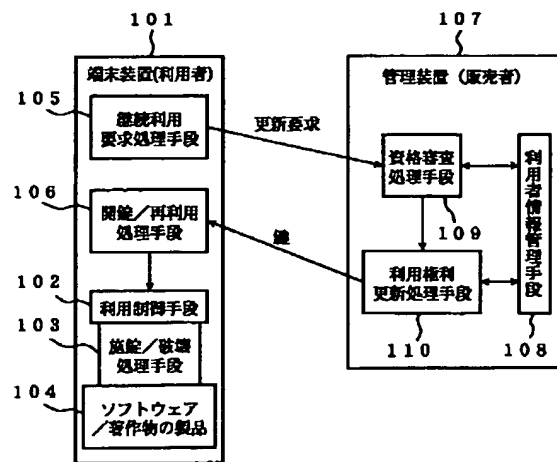 101
107
端末装置(利用者)
管理装置(販売者)
105
継続利用
要求処理手段
更新要求
資格審査
処理手段
利用者情報管理手段
106
開錠/再利用
処理手段
鍵
109
利用権利
更新処理手段
102
利用制御手段
103
施錠/破壊
処理手段
110
108
104
ソフトウェア
/著作物の製品